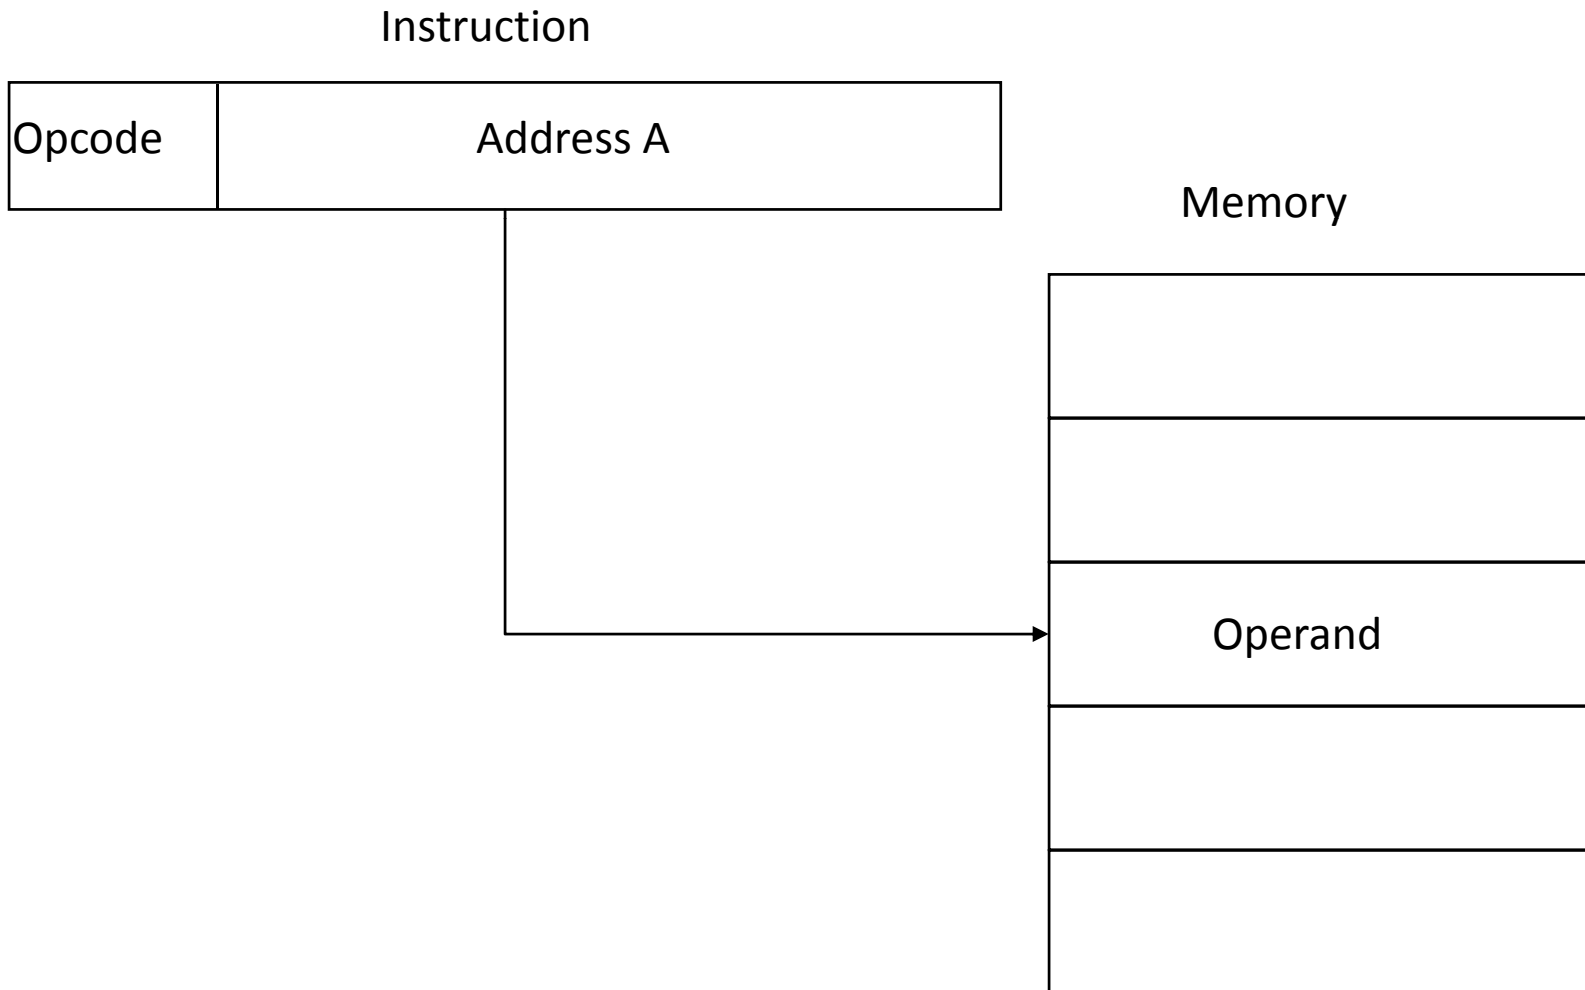 Instruction
Opcode
Address A
Memory
Operand